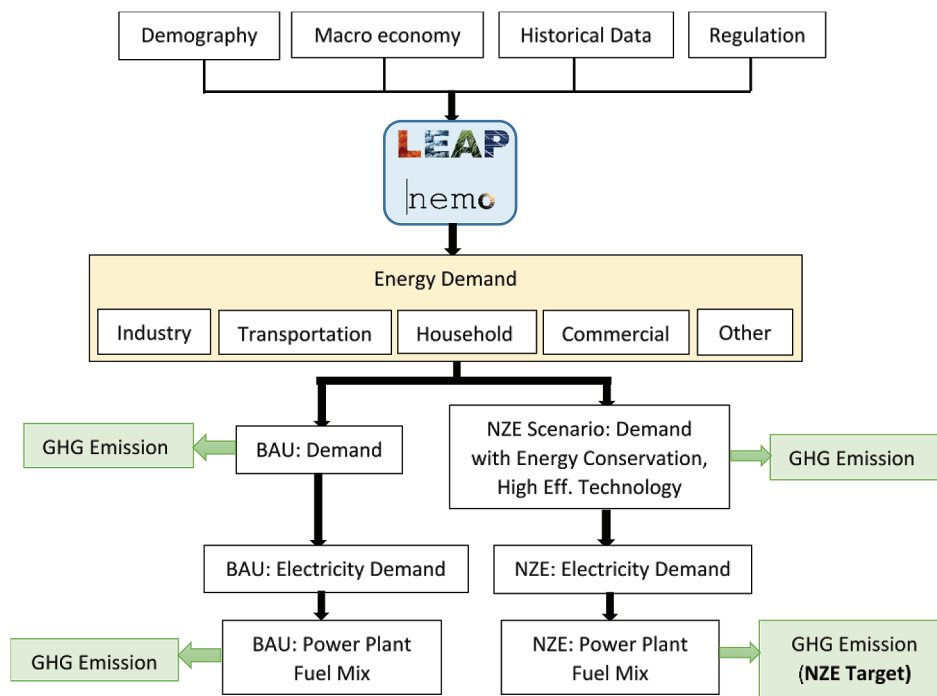 Demography
Macro economy
Historical Data
Regulation
LEAP
nemo
Energy Demand
Industry
Transportation
Household
Commercial
Other
GHG Emission
BAU: Demand
NZE Scenario: Demand
with Energy Conservation,
High Eff. Technology
GHG Emission
BAU: Electricity Demand
NZE: Electricity Demand
GHG Emission
BAU: Power Plant
Fuel Mix
NZE: Power Plant
Fuel Mix
GHG Emission
(NZE Target)